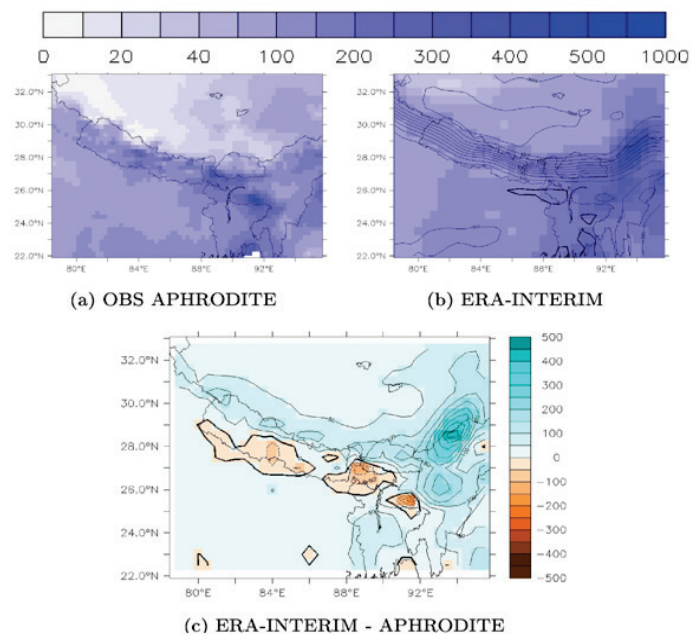 0 20 40 100 200 300 400 500 1000
32.0°N
30.0°N
28.0°N
26.0°N
24.0°N
22.0°N
80°E 84°E 88°E 92°E
32.0°N
30.0°N
28.0°N
26.0°N
24.0°N
22.0°N
80°E 84°E 88°E 92°E
(a) OBS APHRODITE
(b) ERA-INTERIM
32.0°N
30.0°N
28.0°N
26.0°N
24.0°N
22.0°N
80°E 84°E 88°E 92°E
500
400
300
200
100
0
-100
-200
-300
-400
-500
(c) ERA-INTERIM - APHRODITE